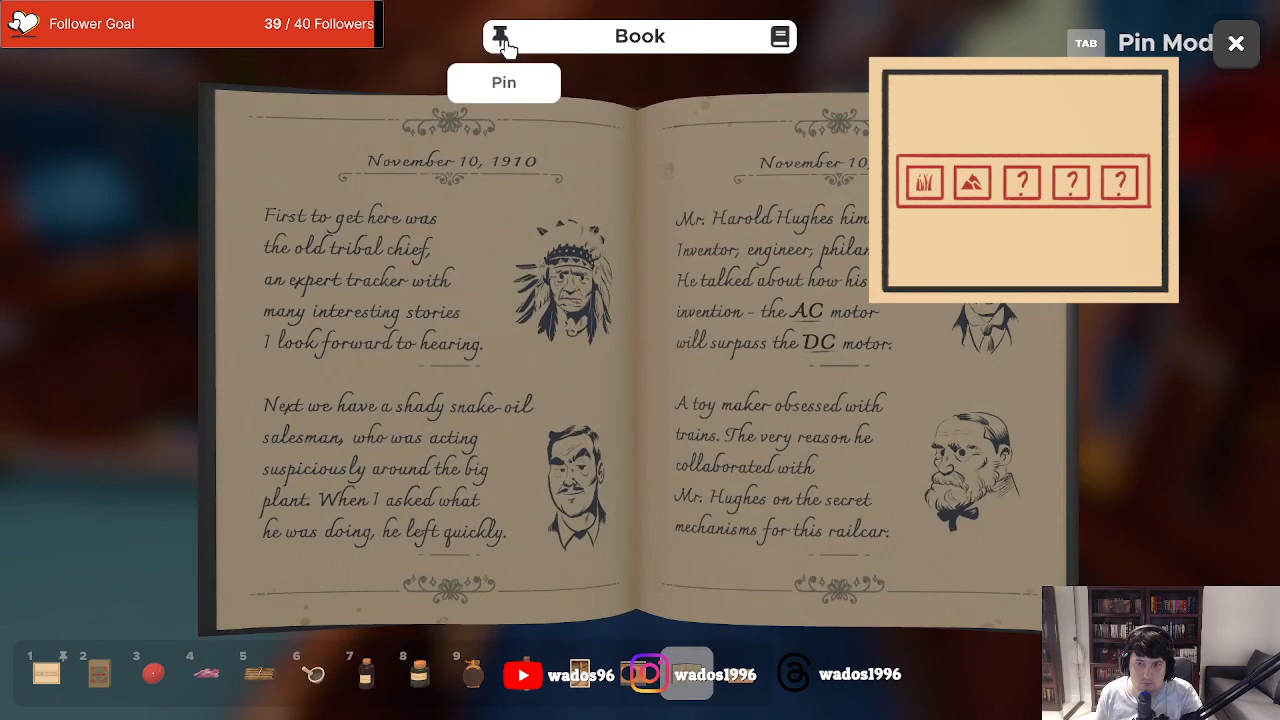 Follower Goal 39 / 40 Followers
Book
TAB Pin Mod
Pin
November 10, 1910
First to get here was
the old tribal chief,
an expert tracker with
many interesting stories
I look forward to hearing.
Next we have a shady snake-oil
salesman, who was acting
suspiciously around the big
plant. When I asked what
he was doing, he left quickly.
November 10,
Mr. Harold Hughes him
Inventor, engineer, philan
He talked about how his
invention - the AC motor
will surpass the DC motor.
A toy maker obsessed with
trains. The very reason he
collaborated with
Mr. Hughes on the secret
mechanisms for this railcar.
? ? ?
1 2 3 4 5 6 7 8 9
wados96 wados1996 wados1996